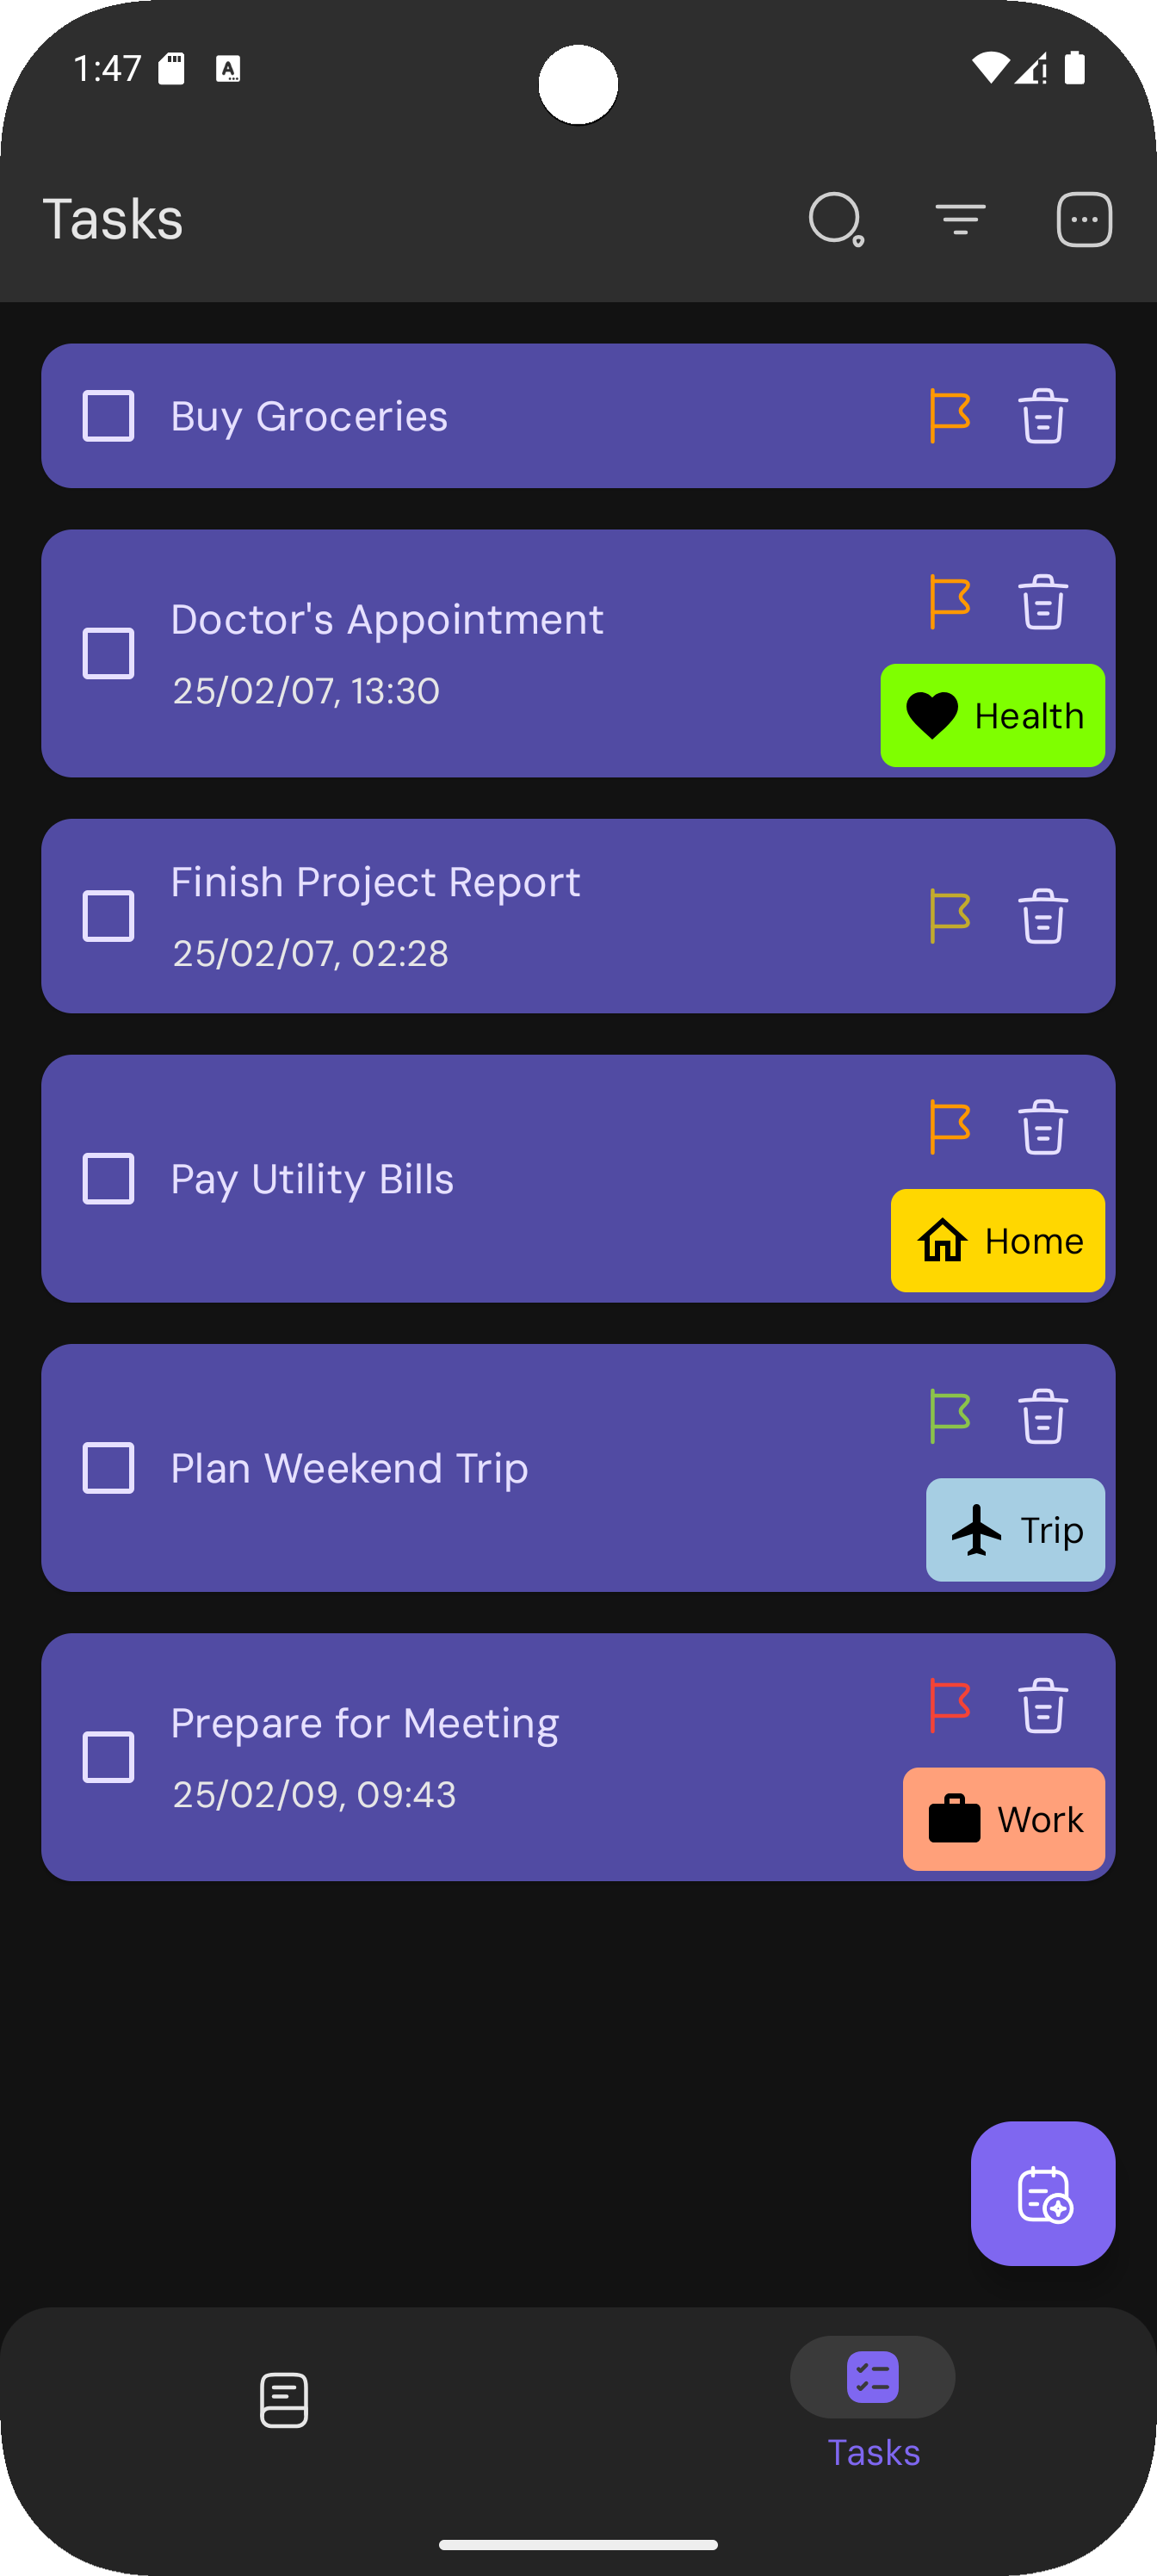 1:47
Tasks
Buy Groceries
Doctor's Appointment
25/02/07, 13:30
Health
Finish Project Report
25/02/07, 02:28
Pay Utility Bills
Home
Plan Weekend Trip
Trip
Prepare for Meeting
25/02/09, 09:43
Work
Tasks